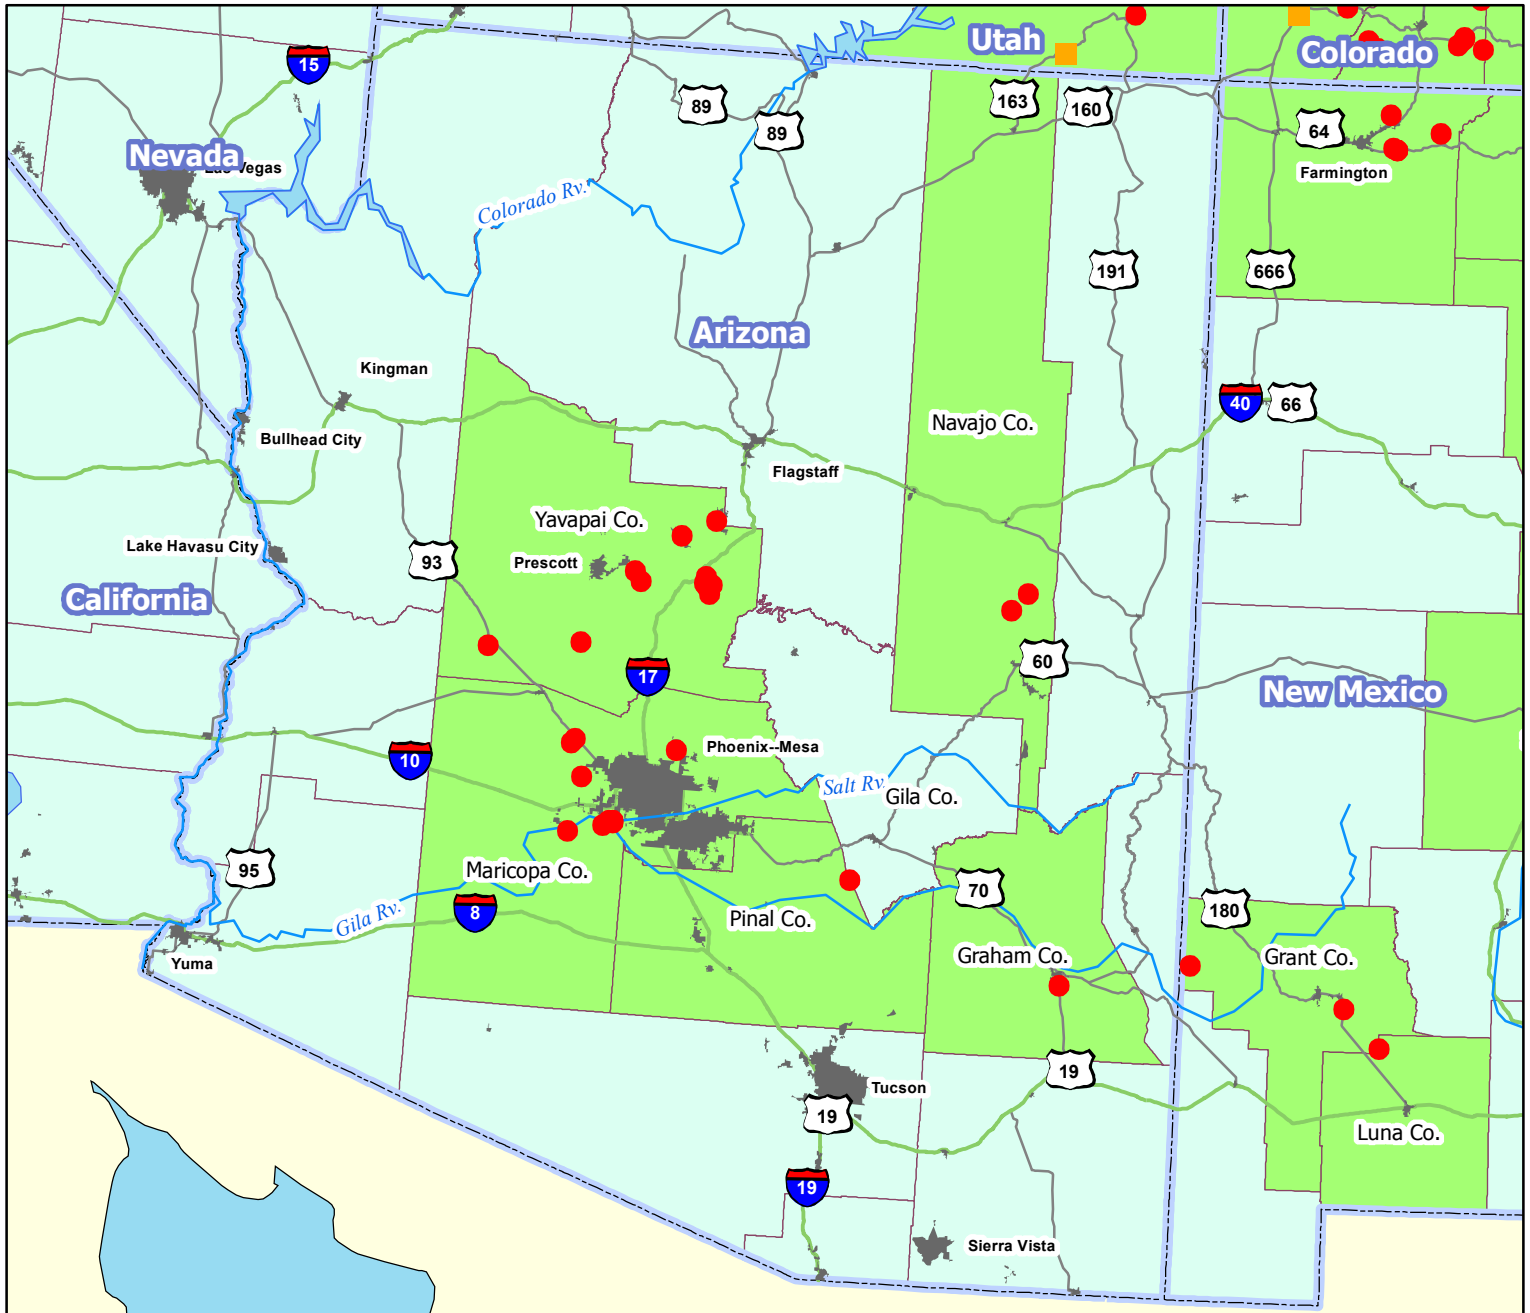 Utah
Colorado
15
89
163
160
89
64
Nevada
Las Vegas
Farmington
Colorado Rv.
191
666
Arizona
Kingman
40
66
Navajo Co.
Bullhead City
Flagstaff
Yavapai Co.
Lake Havasu City
93
Prescott
California
60
17
New Mexico
Phoenix--Mesa
10
Salt Rv.
Gila Co.
95
Maricopa Co.
70
8
Gila Rv.
Pinal Co.
180
Graham Co.
Grant Co.
Yuma
19
Tucson
19
Luna Co.
19
Sierra Vista